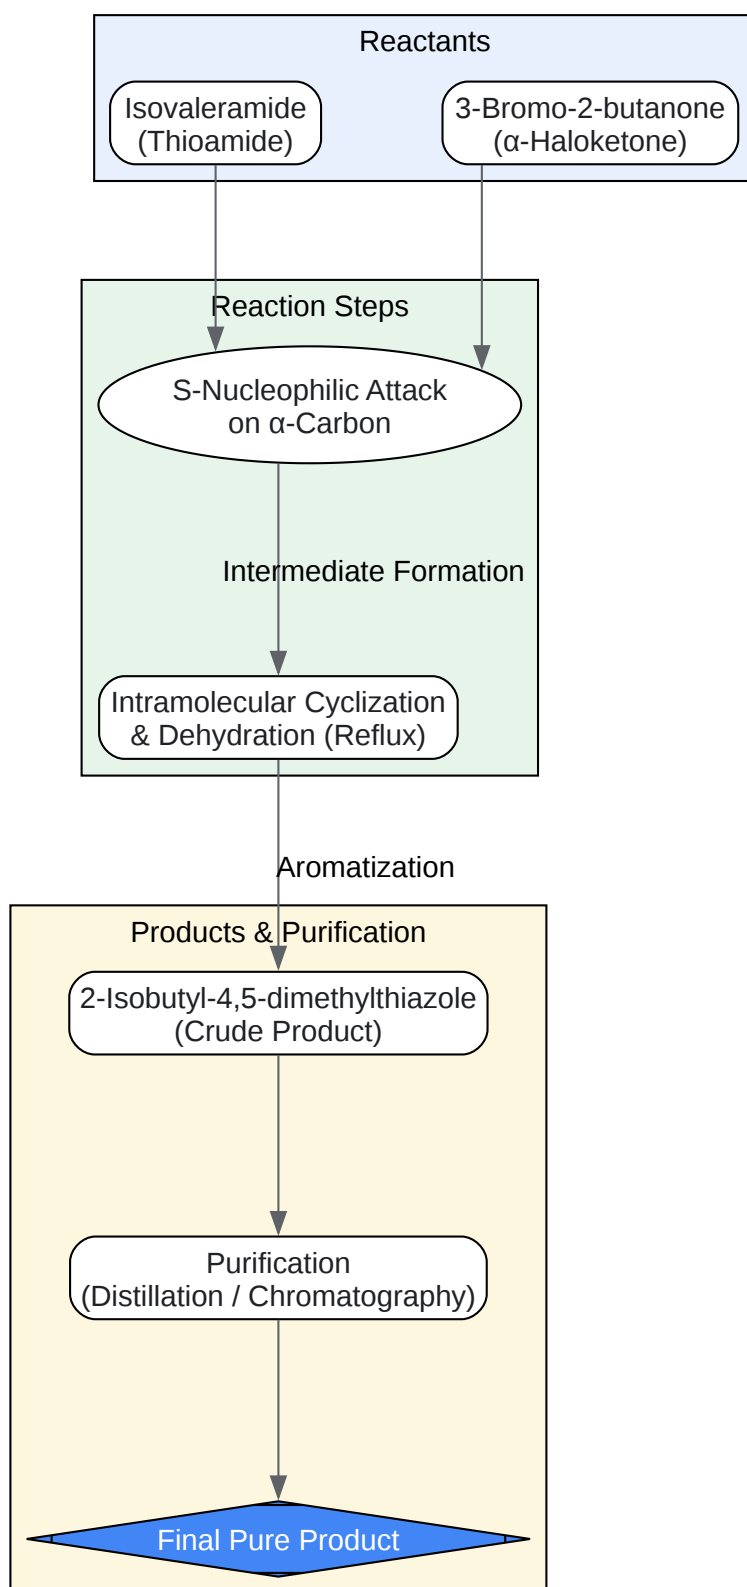 Reactants
Isovaleramide
(Thioamide)
3-Bromo-2-butanone
(α-Haloketone)
Reaction Steps
S-Nucleophilic Attack
on α-Carbon
Intermediate Formation
Intramolecular Cyclization
& Dehydration (Reflux)
Aromatization
Products & Purification
2-Isobutyl-4,5-dimethylthiazole
(Crude Product)
Purification
(Distillation / Chromatography)
Final Pure Product